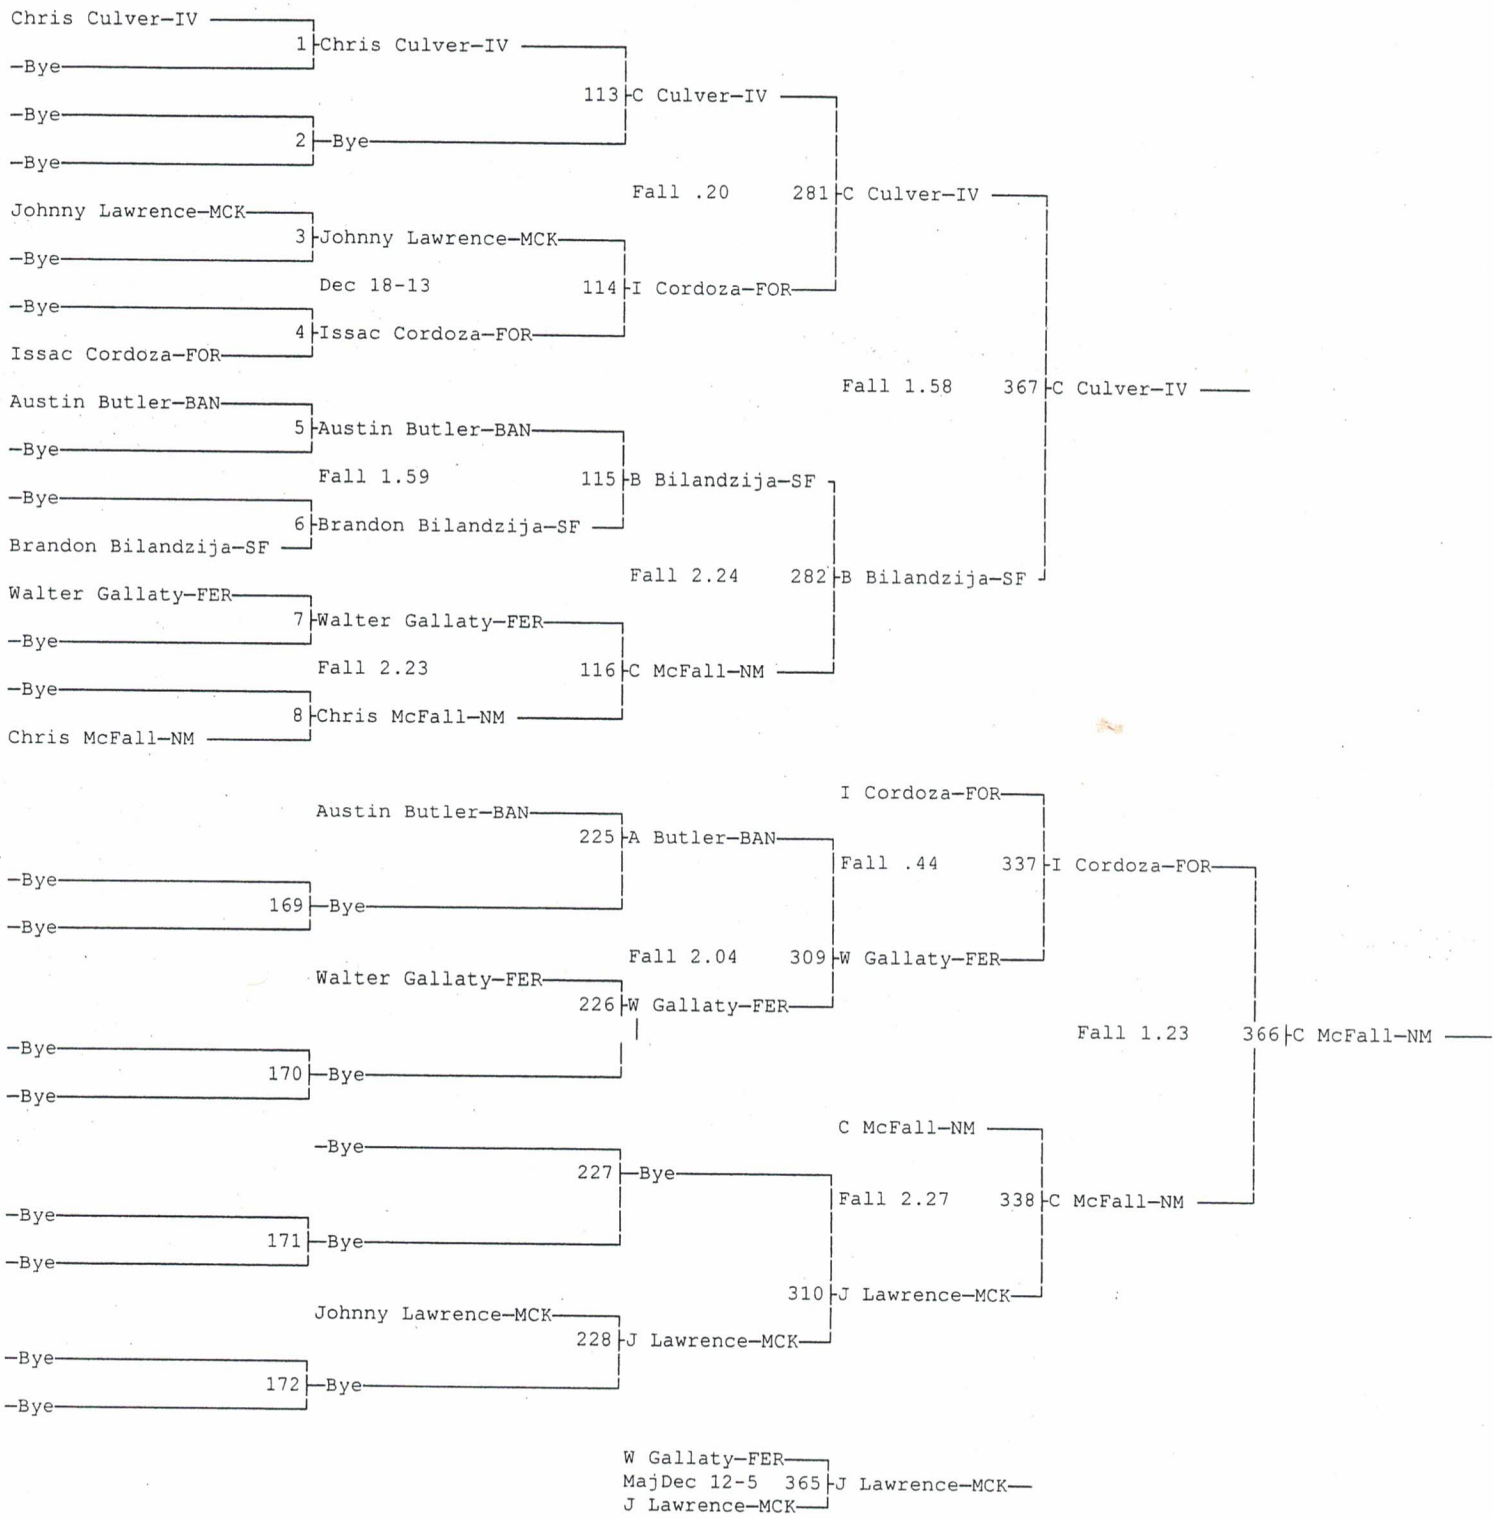 Chris Culver-IV
1 Chris Culver-IV
-Bye
113 C Culver-IV
-Bye
2 -Bye
-Bye
Fall .20 281 C Culver-IV
Johnny Lawrence-MCK
3 Johnny Lawrence-MCK
-Bye
Dec 18-13 114 I Cordoza-FOR
-Bye
4 Issac Cordoza-FOR
Issac Cordoza-FOR
Fall 1.58 367 C Culver-IV
Austin Butler-BAN
5 Austin Butler-BAN
-Bye
Fall 1.59 115 B Bilandzija-SF
-Bye
6 Brandon Bilandzija-SF
Brandon Bilandzija-SF
Fall 2.24 282 B Bilandzija-SF
Walter Gallaty-FER
7 Walter Gallaty-FER
-Bye
Fall 2.23 116 C McFall-NM
-Bye
8 Chris McFall-NM
Chris McFall-NM
I Cordoza-FOR
Austin Butler-BAN
225 A Butler-BAN
Fall .44 337 I Cordoza-FOR
-Bye
169 -Bye
-Bye
Fall 2.04 309 W Gallaty-FER
Walter Gallaty-FER
226 W Gallaty-FER
Fall 1.23 366 C McFall-NM
-Bye
170 -Bye
-Bye
C McFall-NM
-Bye
227 -Bye
Fall 2.27 338 C McFall-NM
-Bye
171 -Bye
-Bye
310 J Lawrence-MCK
Johnny Lawrence-MCK
228 J Lawrence-MCK
-Bye
172 -Bye
-Bye
W Gallaty-FER
MajDec 12-5 365 J Lawrence-MCK
J Lawrence-MCK